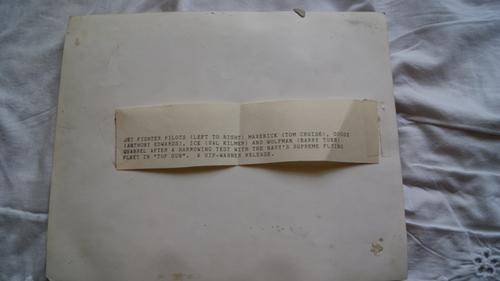 JET FIGHTER PILOTS (LEFT TO RIGHT) MAVERICK (TOM CRUISE), GOOSE
(ANTHONY EDWARDS), ICE (VAL KILMER) AND WOLFMAN (BARRY TUBB)
QUARREL AFTER A HARROWING TEST WITH THE NAVY'S SUPREME FLYING
FLEET IN "TOP GUN". A UIP-WARNER RELEASE.